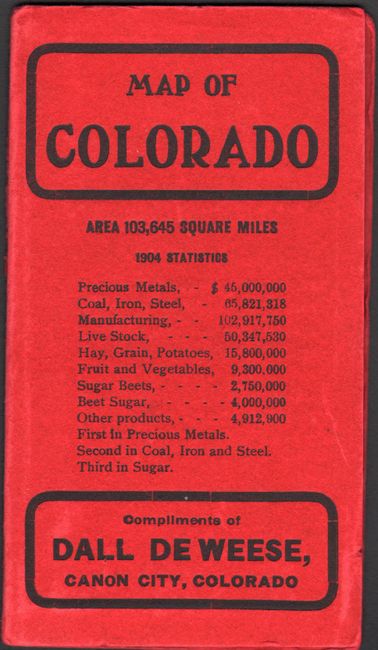 MAP OF
COLORADO
AREA 103,645 SQUARE MILES
1904 STATISTICS
Precious Metals, - $ 45,000,000
Coal, Iron, Steel, - 65,821,318
Manufacturing, - - 102,917,750
Live Stock, - - - - 50,347,530
Hay, Grain, Potatoes, 15,800,000
Fruit and Vegetables, 9,300,000
Sugar Beets, - - - - 2,750,000
Beet Sugar, - - - - 4,000,000
Other products, - - - 4,912,900
First in Precious Metals.
Second in Coal, Iron and Steel.
Third in Sugar.
Compliments of
DALL DE WEESE,
CANON CITY, COLORADO